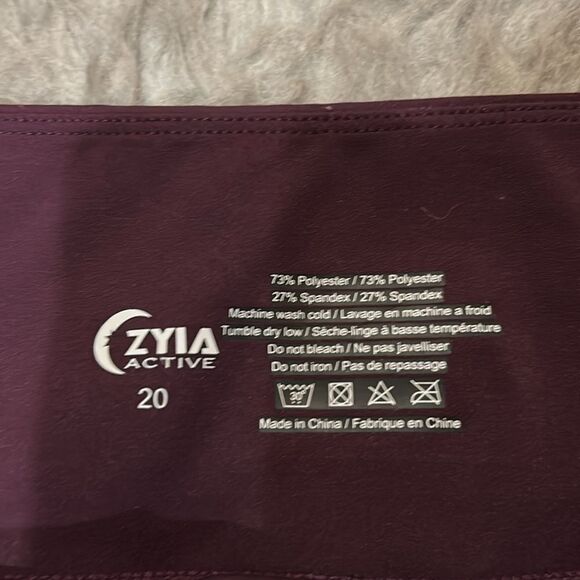 ZYIA
ACTIVE
20
73% Polyester / 73% Polyester
27% Spandex / 27% Spandex
Machine wash cold / Lavage en machine a froid
Tumble dry low / Sèche-linge à basse température
Do not bleach / Ne pas javelliser
Do not iron / Pas de repassage
30°
Made in China / Fabrique en Chine